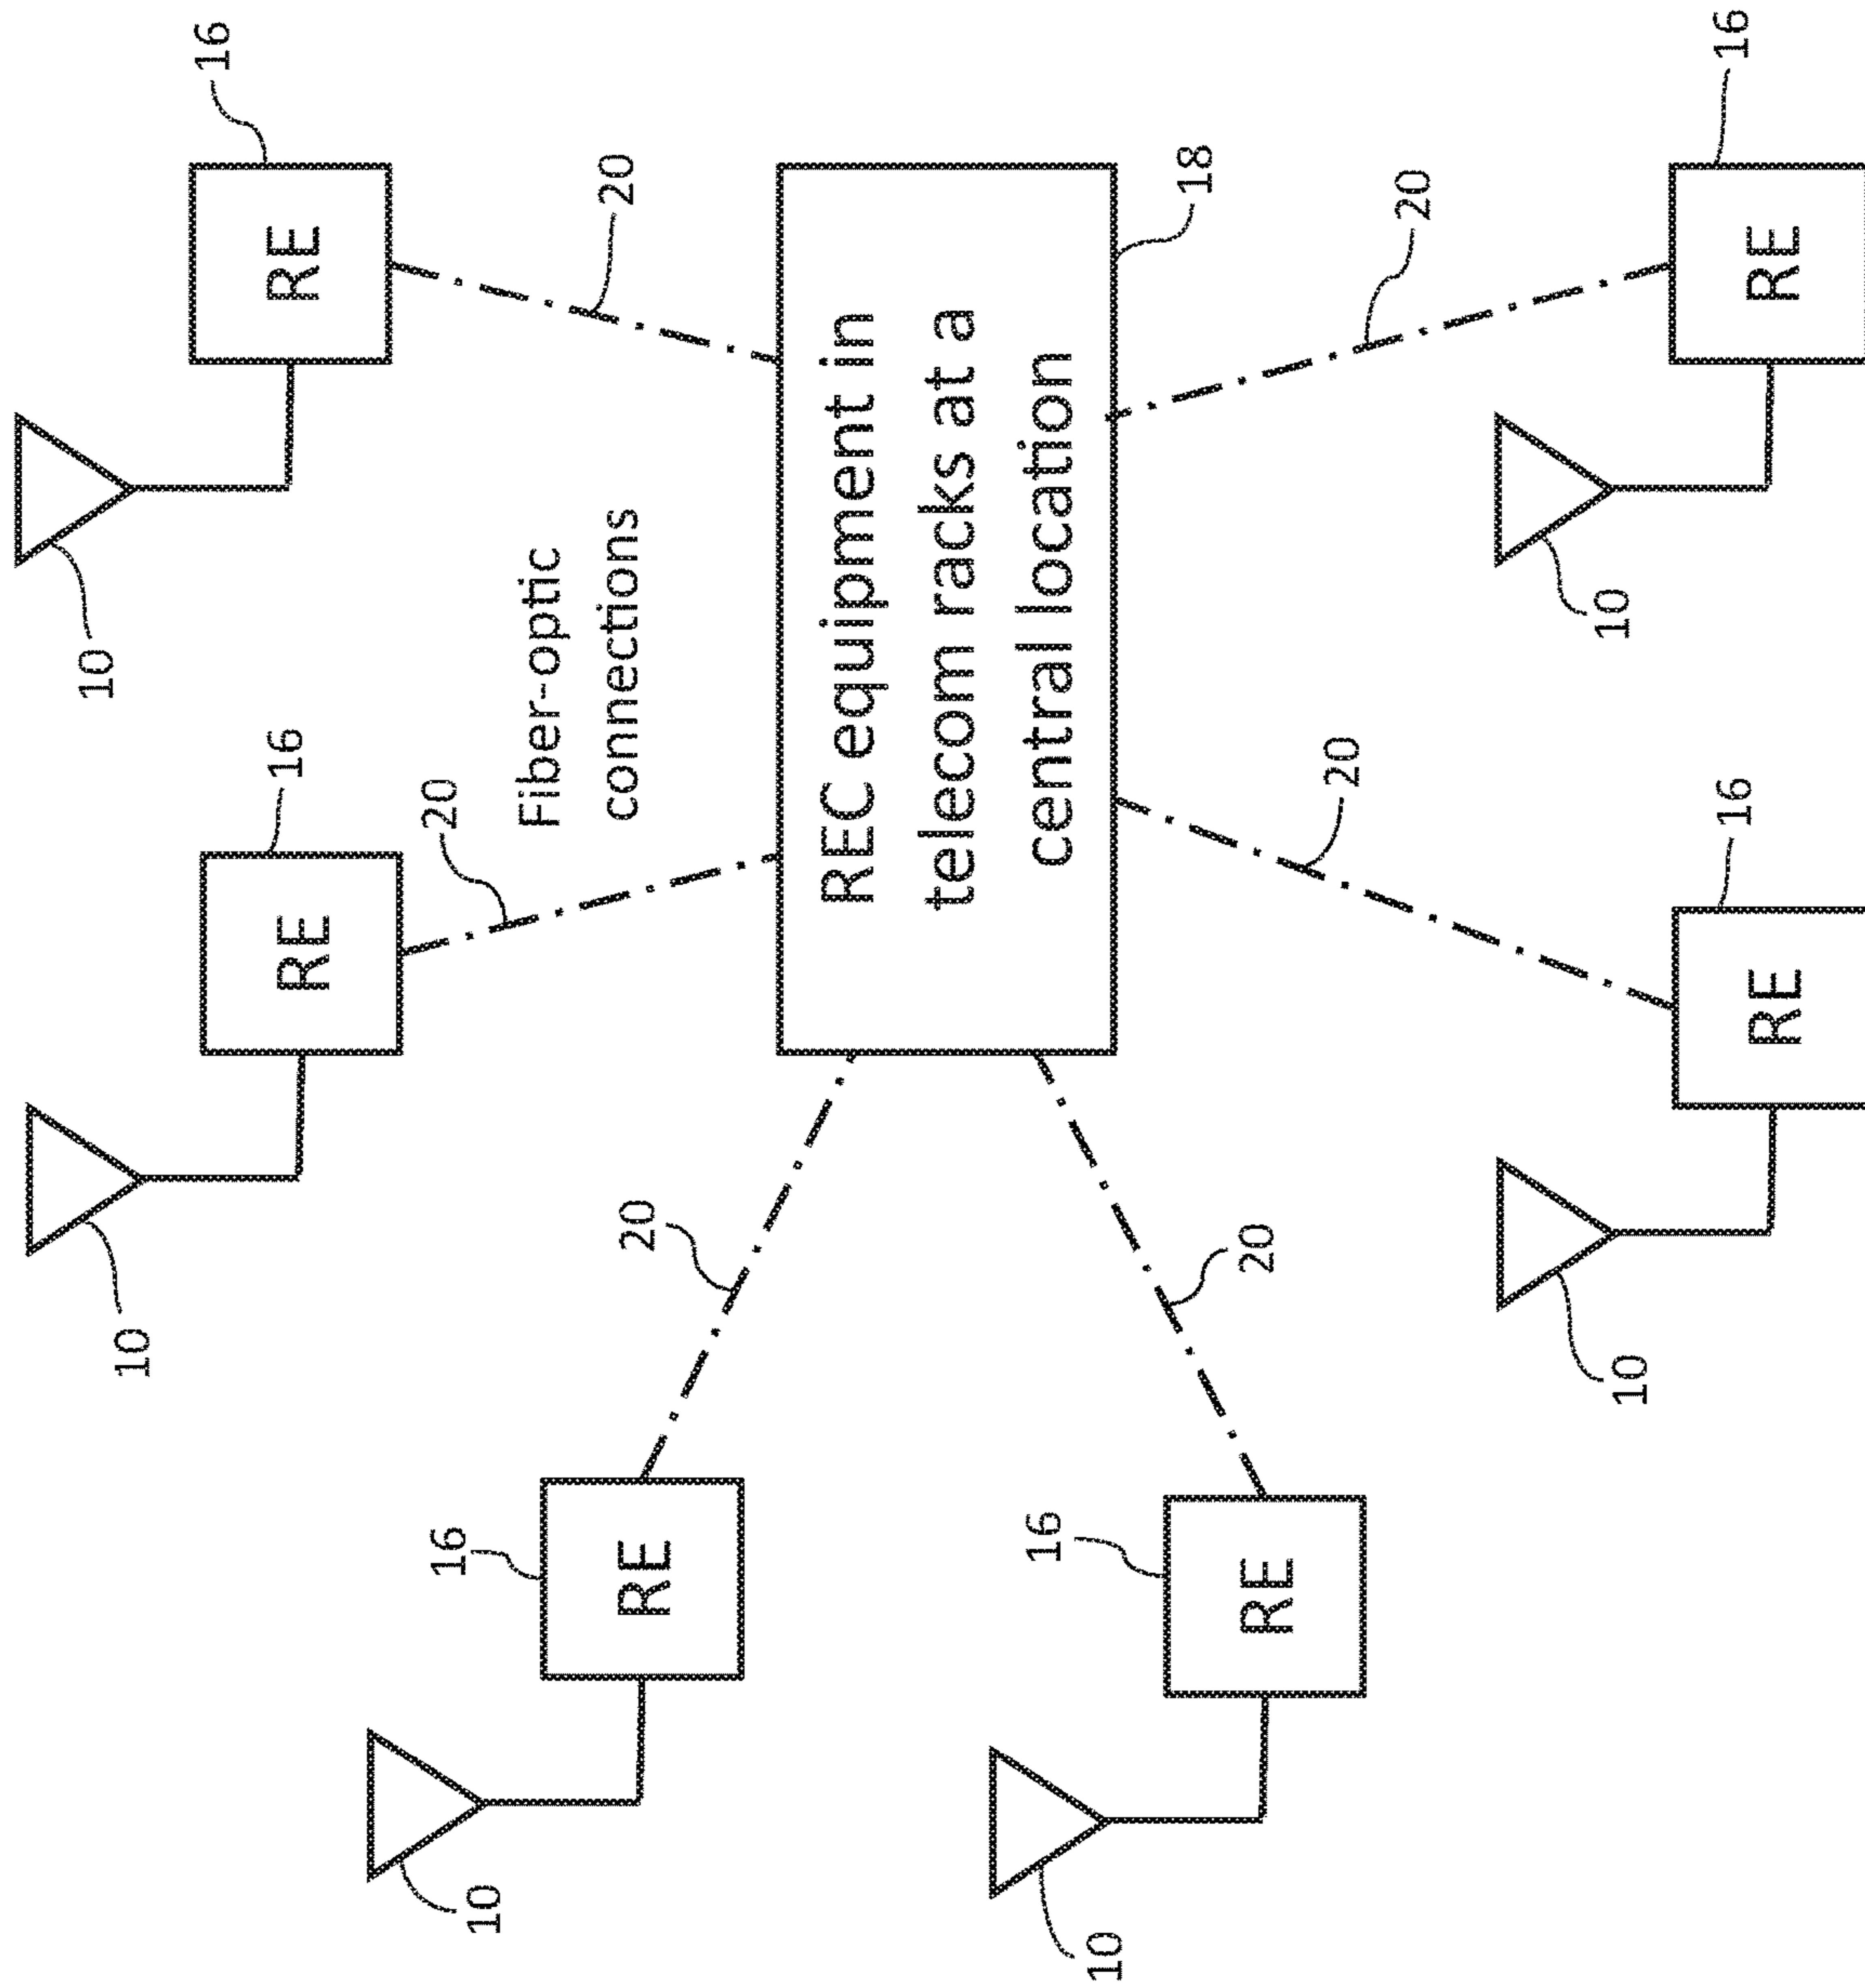 10
10
16
16
RE
RE
20
16
10
Fiber-optic
connections
20
20
RE
REC equipment in
telecom racks at a
central location
16
10
18
20
RE
20
20
10
10
16
16
RE
RE